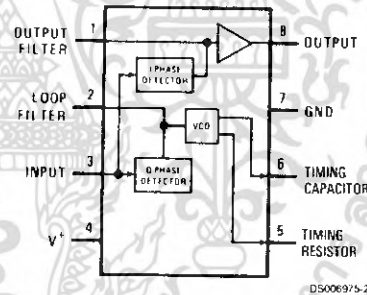 OUTPUT
FILTER
1
8
OUTPUT
I PHASE
DETECTOR
LOOP
FILTER
2
7
GND
VCO
INPUT
3
6
TIMING
CAPACITOR
Q PHASE
DETECTOR
V+
4
5
TIMING
RESISTOR
DS006975-2